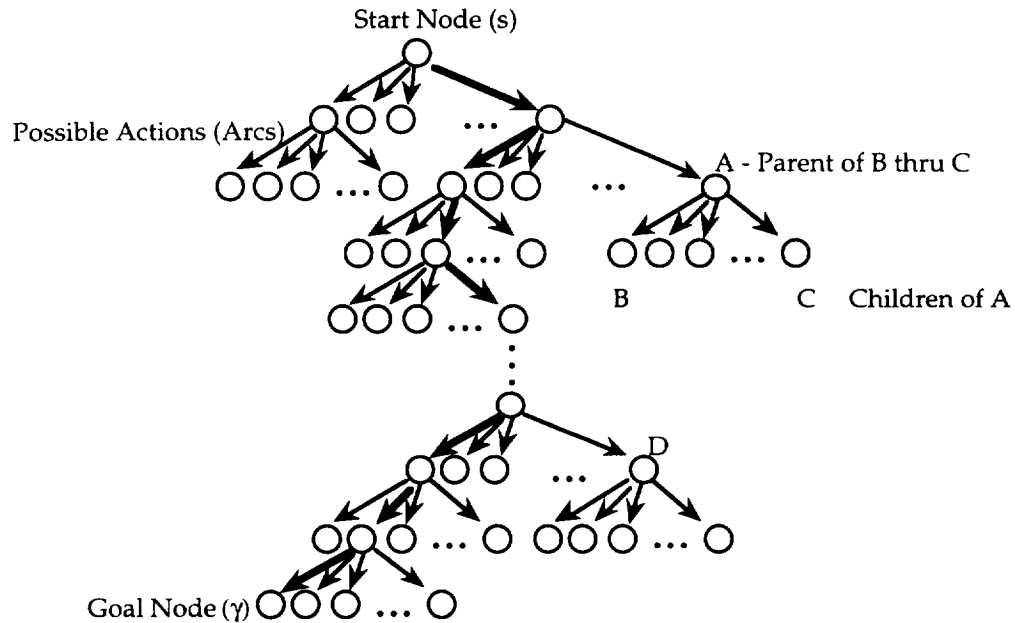 Start Node (s)
Possible Actions (Arcs)
...
A - Parent of B thru C
...
...
...
...
B
C
Children of A
...
D
...
...
...
Goal Node (γ)
...